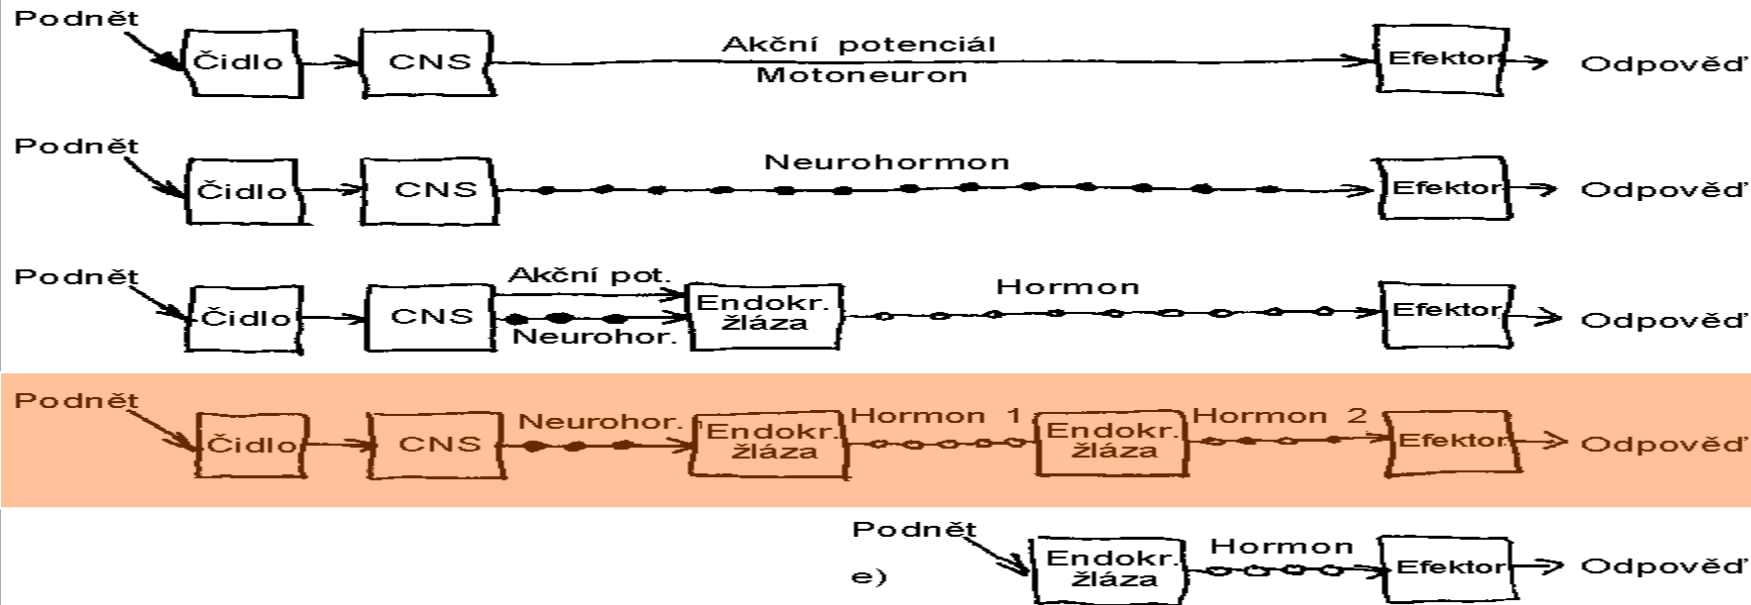 Podnět
Čidlo
CNS
Akční potenciál
Motoneuron
Efektor
Odpověď
Podnět
Čidlo
CNS
Neurohormon
Efektor
Odpověď
Podnět
Čidlo
CNS
Akční pot.
Neurohor.
Endokr.
žláza
Hormon
Efektor
Odpověď
Podnět
Čidlo
CNS
Neurohor.
Endokr.
žláza
Hormon 1
Endokr.
žláza
Hormon 2
Efektor
Odpověď
Podnět
e)
Endokr.
žláza
Hormon
Efektor
Odpověď